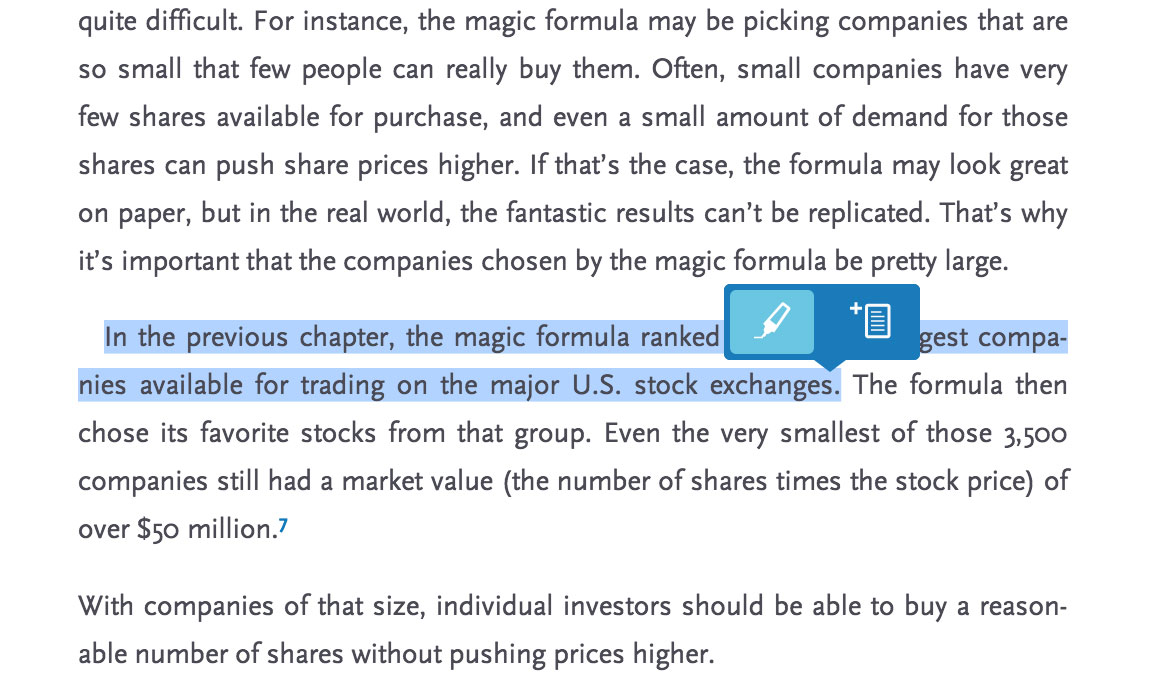 quite difficult. For instance, the magic formula may be picking companies that are
so small that few people can really buy them. Often, small companies have very
few shares available for purchase, and even a small amount of demand for those
shares can push share prices higher. If that’s the case, the formula may look great
on paper, but in the real world, the fantastic results can’t be replicated. That’s why
it’s important that the companies chosen by the magic formula be pretty large.
In the previous chapter, the magic formula ranked gest compa-
nies available for trading on the major U.S. stock exchanges. The formula then
chose its favorite stocks from that group. Even the very smallest of those 3,500
companies still had a market value (the number of shares times the stock price) of
over $50 million.7
With companies of that size, individual investors should be able to buy a reason-
able number of shares without pushing prices higher.